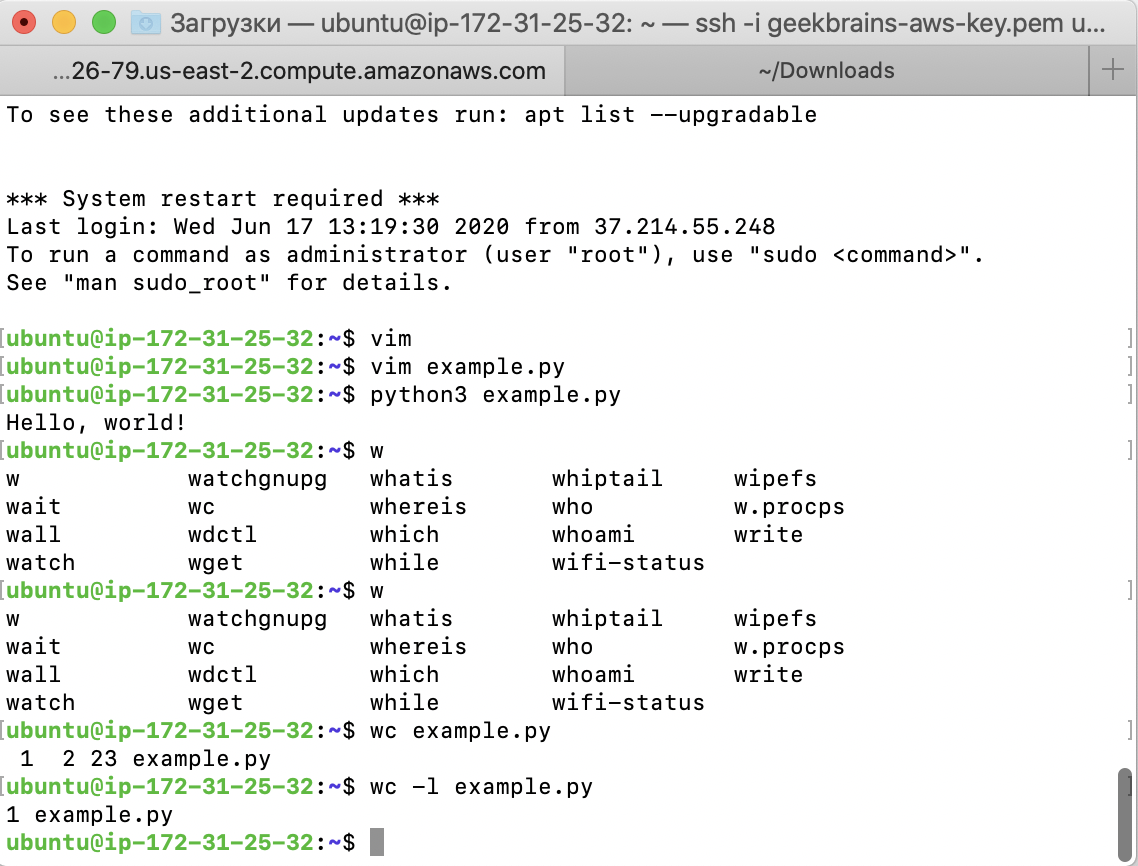 Загрузки — ubuntu@ip-172-31-25-32: ~ — ssh -i geekbrains-aws-key.pem u...
...26-79.us-east-2.compute.amazonaws.com
~/Downloads
To see these additional updates run: apt list --upgradable
*** System restart required ***
Last login: Wed Jun 17 13:19:30 2020 from 37.214.55.248
To run a command as administrator (user "root"), use "sudo <command>".
See "man sudo_root" for details.
ubuntu@ip-172-31-25-32:~$ vim
ubuntu@ip-172-31-25-32:~$ vim example.py
ubuntu@ip-172-31-25-32:~$ python3 example.py
Hello, world!
ubuntu@ip-172-31-25-32:~$ w
w            watchgnupg   whatis       whiptail     wipefs
wait         wc           whereis      who          w.procps
wall         wdctl        which        whoami       write
watch        wget         while        wifi-status
ubuntu@ip-172-31-25-32:~$ w
w            watchgnupg   whatis       whiptail     wipefs
wait         wc           whereis      who          w.procps
wall         wdctl        which        whoami       write
watch        wget         while        wifi-status
ubuntu@ip-172-31-25-32:~$ wc example.py
 1  2 23 example.py
ubuntu@ip-172-31-25-32:~$ wc -l example.py
1 example.py
ubuntu@ip-172-31-25-32:~$